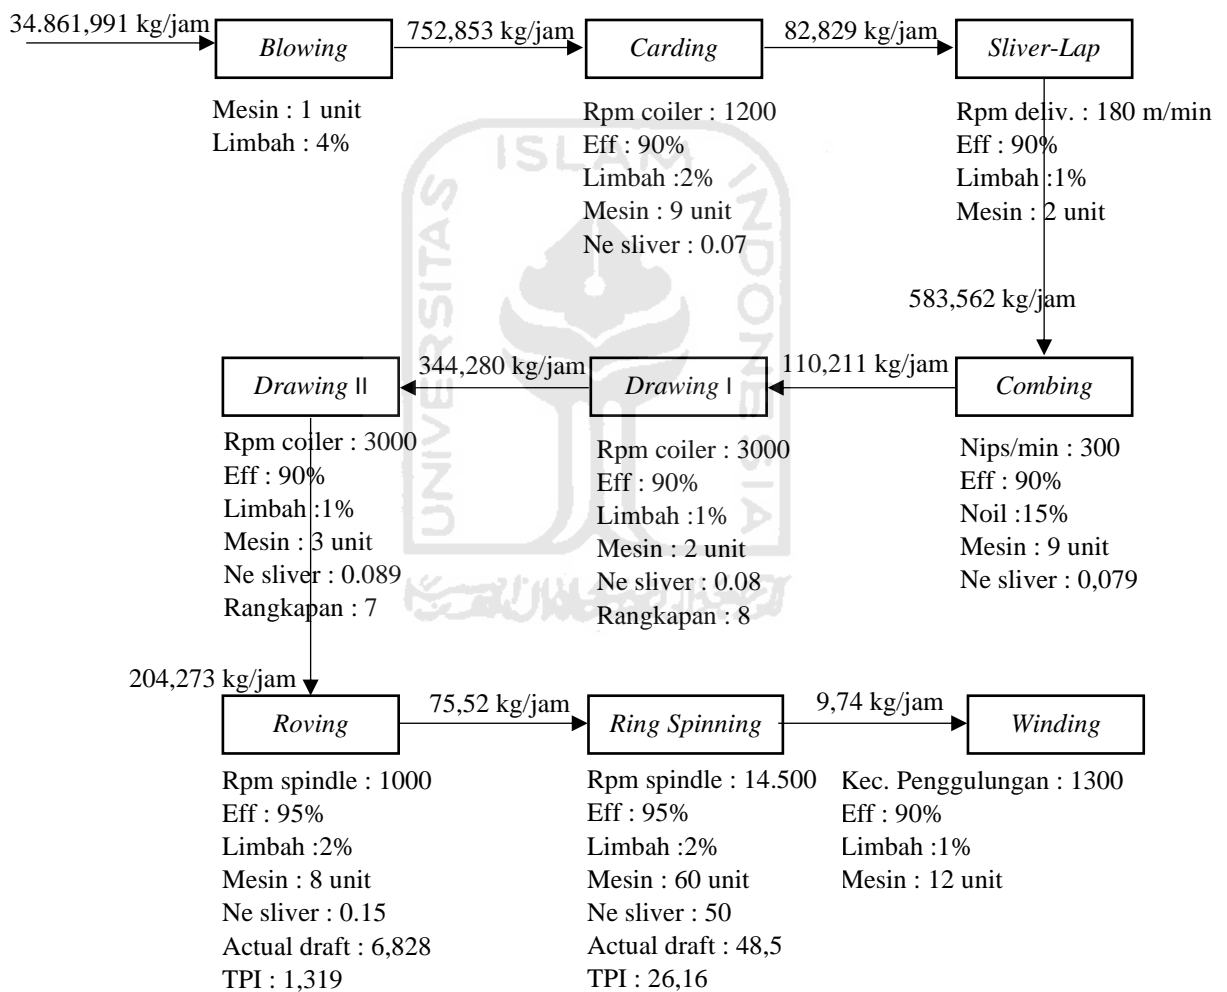 34.861,991 kg/jam
Blowing
752,853 kg/jam
Carding
82,829 kg/jam
Sliver-Lap
Mesin : 1 unit
Limbah : 4%
Rpm coiler : 1200
Eff : 90%
Limbah :2%
Mesin : 9 unit
Ne sliver : 0.07
Rpm deliv. : 180 m/min
Eff : 90%
Limbah :1%
Mesin : 2 unit
583,562 kg/jam
Drawing II
344,280 kg/jam
Drawing I
110,211 kg/jam
Combing
Rpm coiler : 3000
Eff : 90%
Limbah :1%
Mesin : 3 unit
Ne sliver : 0.089
Rangkapan : 7
Rpm coiler : 3000
Eff : 90%
Limbah :1%
Mesin : 2 unit
Ne sliver : 0.08
Rangkapan : 8
Nips/min : 300
Eff : 90%
Noil :15%
Mesin : 9 unit
Ne sliver : 0,079
204,273 kg/jam
Roving
75,52 kg/jam
Ring Spinning
9,74 kg/jam
Winding
Rpm spindle : 1000
Eff : 95%
Limbah :2%
Mesin : 8 unit
Ne sliver : 0.15
Actual draft : 6,828
TPI : 1,319
Rpm spindle : 14.500
Eff : 95%
Limbah :2%
Mesin : 60 unit
Ne sliver : 50
Actual draft : 48,5
TPI : 26,16
Kec. Penggulungan : 1300
Eff : 90%
Limbah :1%
Mesin : 12 unit
UNIVERSITAS
ISLAM
INDONESIA